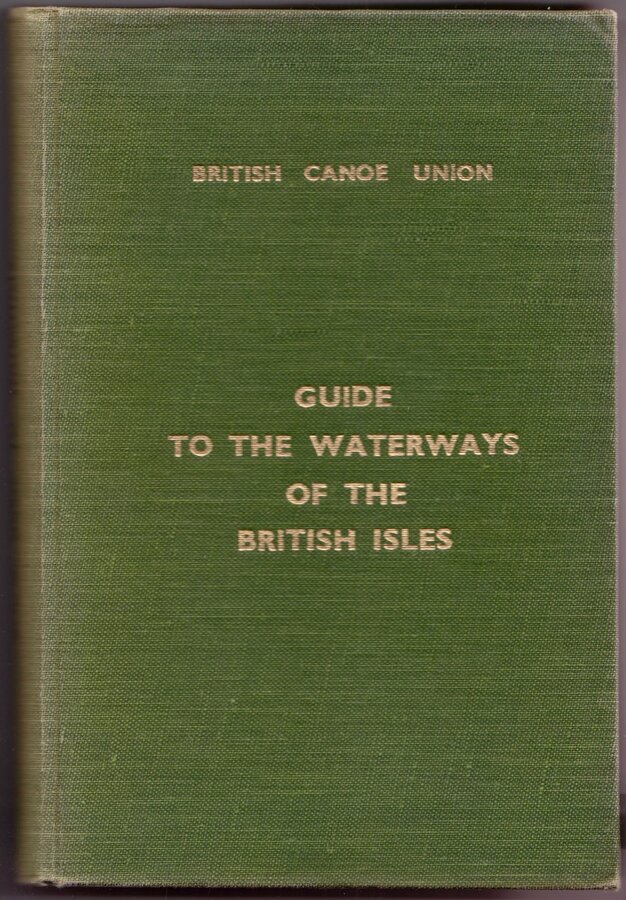 BRITISH CANOE UNION
GUIDE
TO THE WATERWAYS
OF THE
BRITISH ISLES